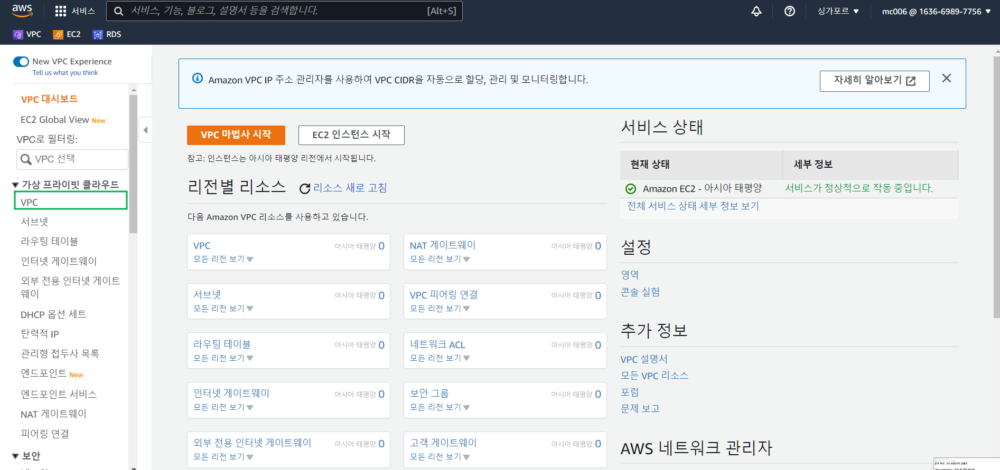 aws
서비스
서비스, 기능, 블로그, 설명서 등을 검색합니다.
[Alt+S]
싱가포르
mc006 @ 1636-6989-7756
VPC
EC2
RDS
New VPC Experience
Tell us what you think
VPC 대시보드
EC2 Global View New
VPC로 필터링:
VPC 선택
가상 프라이빗 클라우드
VPC
서브넷
라우팅 테이블
인터넷 게이트웨이
외부 전용 인터넷 게이트
웨이
DHCP 옵션 세트
탄력적 IP
관리형 접두사 목록
엔드포인트 New
엔드포인트 서비스
NAT 게이트웨이
피어링 연결
보안
Amazon VPC IP 주소 관리자를 사용하여 VPC CIDR을 자동으로 할당, 관리 및 모니터링합니다.
자세히 알아보기
VPC 마법사 시작
EC2 인스턴스 시작
참고: 인스턴스는 아시아 태평양 리전에서 시작됩니다.
리전별 리소스
리소스 새로 고침
다음 Amazon VPC 리소스를 사용하고 있습니다.
VPC
아시아 태평양 0
모든 리전 보기
NAT 게이트웨이
아시아 태평양 0
모든 리전 보기
서브넷
아시아 태평양 0
모든 리전 보기
VPC 피어링 연결
아시아 태평양 0
모든 리전 보기
라우팅 테이블
아시아 태평양 0
모든 리전 보기
네트워크 ACL
아시아 태평양 0
모든 리전 보기
인터넷 게이트웨이
아시아 태평양 0
모든 리전 보기
보안 그룹
아시아 태평양 0
모든 리전 보기
외부 전용 인터넷 게이트웨이
아시아 태평양 0
모든 리전 보기
고객 게이트웨이
아시아 태평양 0
모든 리전 보기
서비스 상태
현재 상태
세부 정보
Amazon EC2 - 아시아 태평양
서비스가 정상적으로 작동 중입니다.
전체 서비스 상태 세부 정보 보기
설정
영역
콘솔 실험
추가 정보
VPC 설명서
모든 VPC 리소스
포럼
문제 보고
AWS 네트워크 관리자